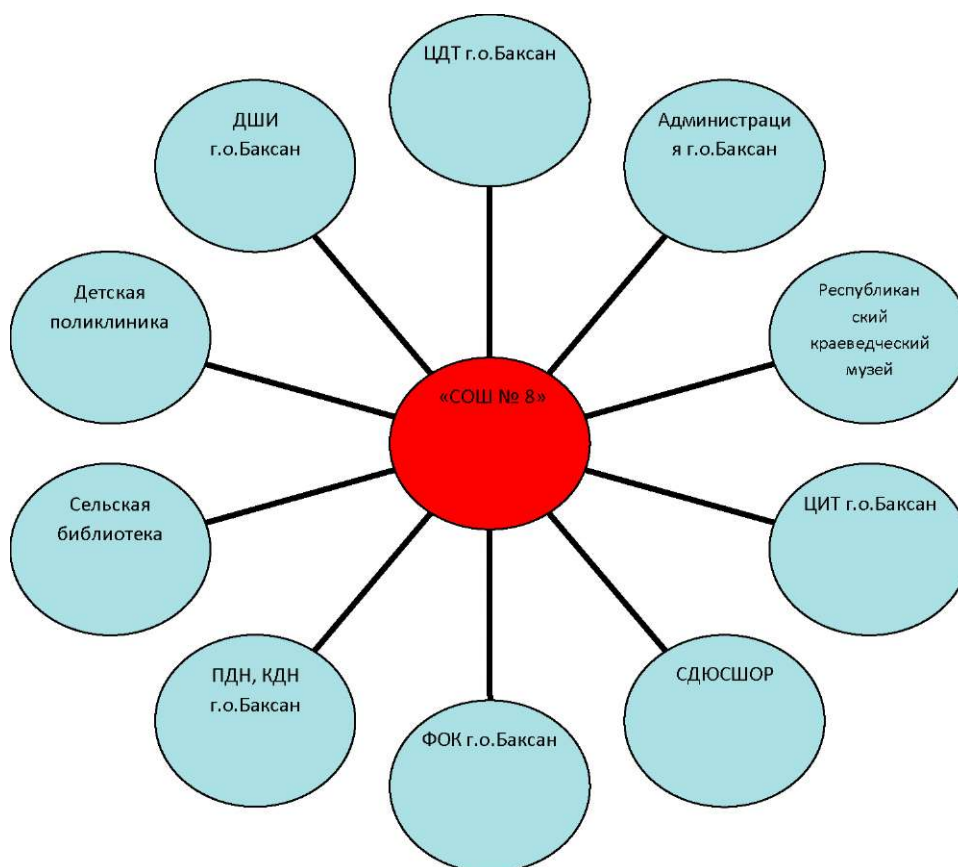 ЦДТ г.о.Баксан
ДШИ
г.о.Баксан
Администраци
я г.о.Баксан
Детская
поликлиника
Республикан
ский
краеведческий
музей
«СОШ № 8»
Сельская
библиотека
ЦИТ г.о.Баксан
ПДН, КДН
г.о.Баксан
СДЮСШОР
ФОК г.о.Баксан